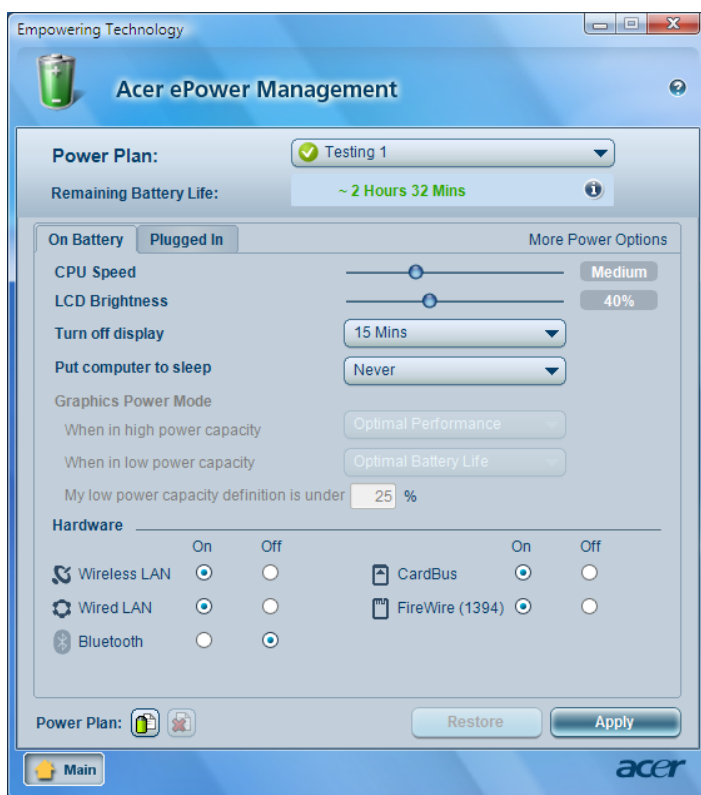 Empowering Technology
Acer ePower Management
Power Plan: Testing 1
Remaining Battery Life: ~ 2 Hours 32 Mins
On Battery Plugged In More Power Options
CPU Speed Medium
LCD Brightness 40%
Turn off display 15 Mins
Put computer to sleep Never
Graphics Power Mode
When in high power capacity Optimal Performance
When in low power capacity Optimal Battery Life
My low power capacity definition is under 25 %
Hardware
On Off On Off
Wireless LAN CardBus
Wired LAN FireWire (1394)
Bluetooth
Power Plan: Restore Apply
Main acer